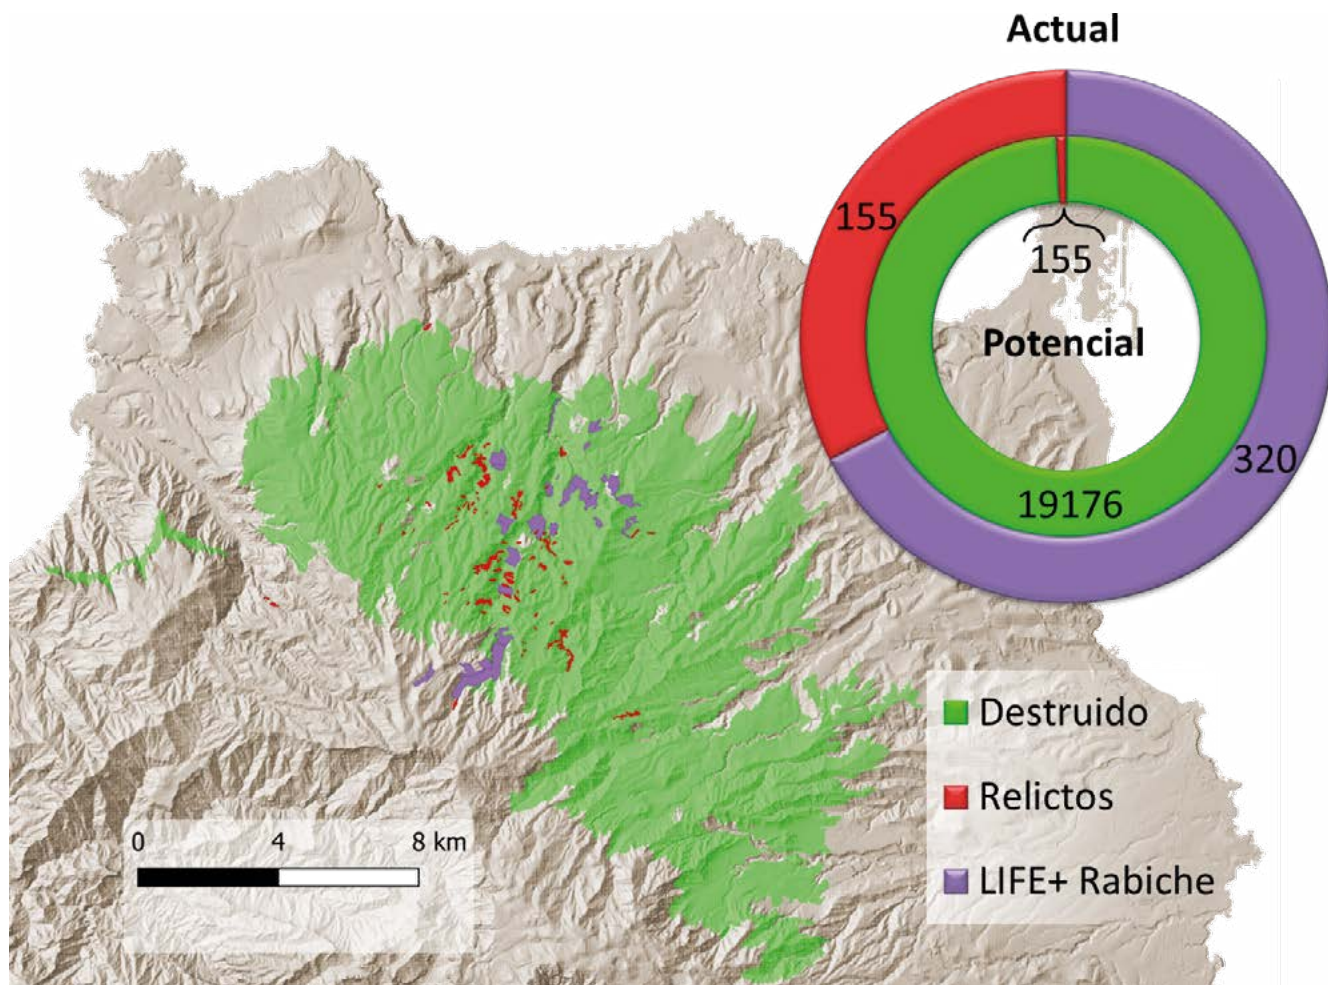 Actual
155
155
Potencial
320
19176
Destruido
Relictos
LIFE+ Rabiche
0 4 8 km